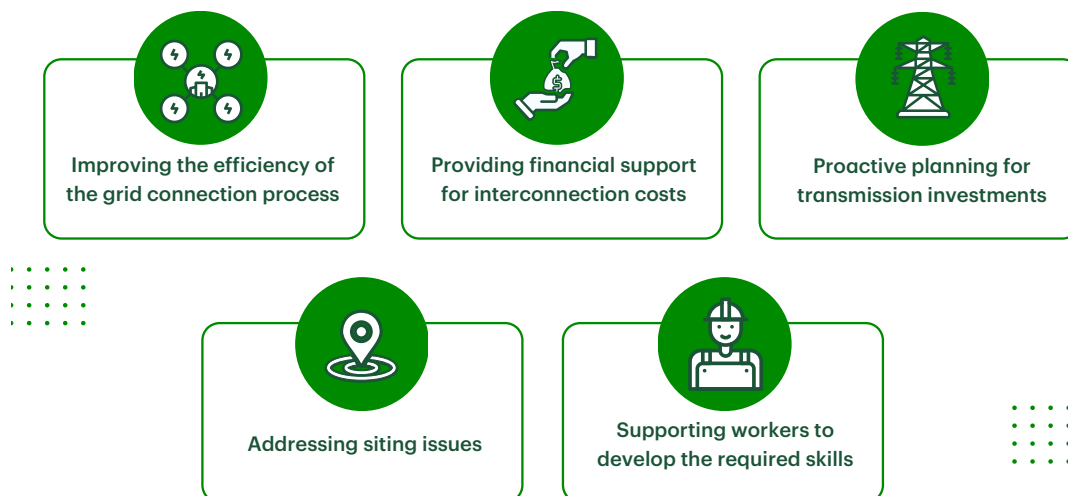 Improving the efficiency of
the grid connection process
Providing financial support
for interconnection costs
Proactive planning for
transmission investments
Addressing siting issues
Supporting workers to
develop the required skills